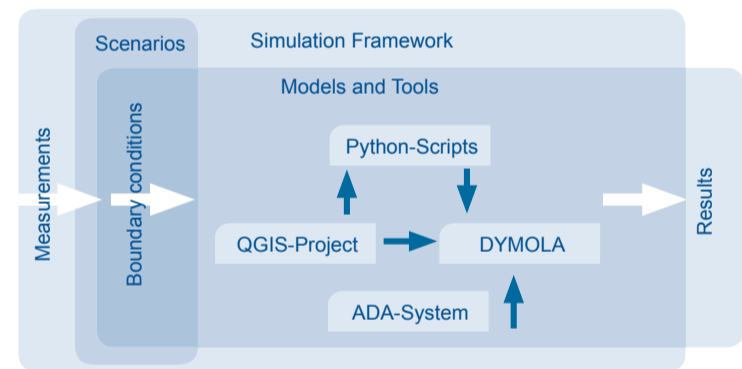 Scenarios
Simulation Framework
Models and Tools
Measurements
Boundary conditions
Python-Scripts
QGIS-Project
DYMOLA
ADA-System
Results